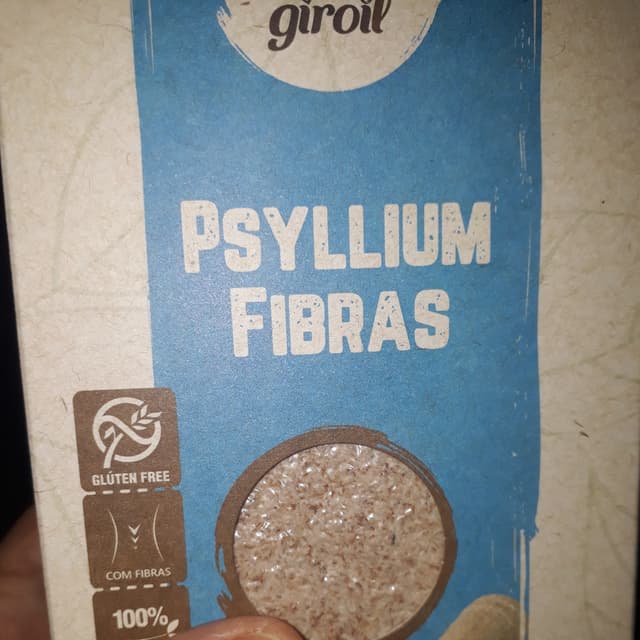 giroil
PSYLLIUM
FIBRAS
GLÚTEN FREE
COM FIBRAS
100%